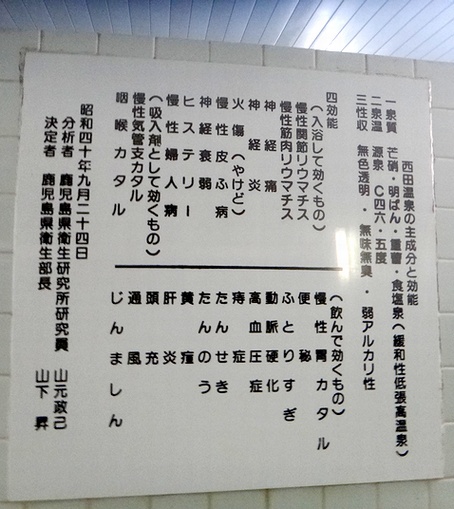 西田温泉の主成分と効能
一泉質 芒硝・明ばん・重曹・食塩泉(緩和性低張高温泉)
二泉温 源泉 C四六・五度
三性収 無色透明・無味無臭・弱アルカリ性
四効能
(入浴して効くもの)
慢性関節リウマチス
慢性筋肉リウマチス
神経痛
神経炎
火傷(やけど)
慢性皮ふ病
神経衰弱
ヒステリー
慢性婦人病
(吸入剤として効くもの)
慢性気管支カタル
咽喉カタル
(飲んで効くもの)
慢性胃カタル
便秘
ふとりすぎ
動脈硬化
高血圧症
痔症
たんせき
たんのう
黄疸
肝炎
頭充
通風
じんましん
昭和四十年九月二十四日
分析者 鹿児島県衛生研究所研究員 山元政己
決定者 鹿児島県衛生部長 山下昇